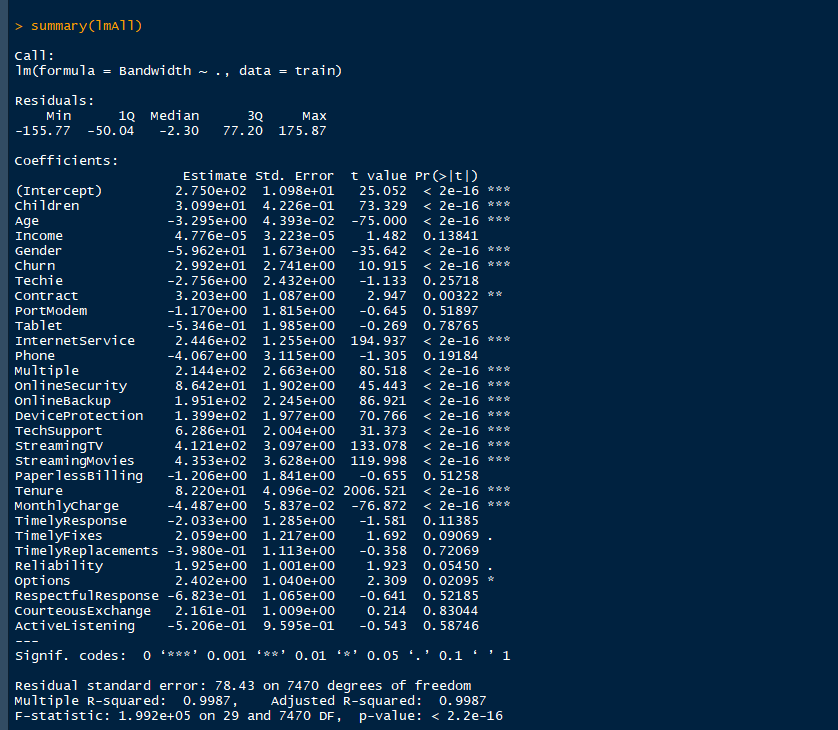 > summary(lmAll)
Call:
lm(formula = Bandwidth ~ ., data = train)
Residuals:
    Min      1Q  Median      3Q     Max
-155.77  -50.04   -2.30   77.20  175.87
Coefficients:
                     Estimate Std. Error  t value Pr(>|t|)
(Intercept)         2.750e+02  1.098e+01   25.052  < 2e-16 ***
Children            3.099e+01  4.226e-01   73.329  < 2e-16 ***
Age                -3.295e+00  4.393e-02  -75.000  < 2e-16 ***
Income              4.776e-05  3.223e-05    1.482  0.13841
Gender             -5.962e+01  1.673e+00  -35.642  < 2e-16 ***
Churn               2.992e+01  2.741e+00   10.915  < 2e-16 ***
Techie             -2.756e+00  2.432e+00   -1.133  0.25718
Contract            3.203e+00  1.087e+00    2.947  0.00322 **
PortModem          -1.170e+00  1.815e+00   -0.645  0.51897
Tablet             -5.346e-01  1.985e+00   -0.269  0.78765
InternetService     2.446e+02  1.255e+00  194.937  < 2e-16 ***
Phone              -4.067e+00  3.115e+00   -1.305  0.19184
Multiple            2.144e+02  2.663e+00   80.518  < 2e-16 ***
OnlineSecurity      8.642e+01  1.902e+00   45.443  < 2e-16 ***
OnlineBackup        1.951e+02  2.245e+00   86.921  < 2e-16 ***
DeviceProtection    1.399e+02  1.977e+00   70.766  < 2e-16 ***
TechSupport         6.286e+01  2.004e+00   31.373  < 2e-16 ***
StreamingTV         4.121e+02  3.097e+00  133.078  < 2e-16 ***
StreamingMovies     4.353e+02  3.628e+00  119.998  < 2e-16 ***
PaperlessBilling   -1.206e+00  1.841e+00   -0.655  0.51258
Tenure              8.220e+01  4.096e-02 2006.521  < 2e-16 ***
MonthlyCharge      -4.487e+00  5.837e-02  -76.872  < 2e-16 ***
TimelyResponse     -2.033e+00  1.285e+00   -1.581  0.11385
TimelyFixes         2.059e+00  1.217e+00    1.692  0.09069 .
TimelyReplacements -3.980e-01  1.113e+00   -0.358  0.72069
Reliability         1.925e+00  1.001e+00    1.923  0.05450 .
Options             2.402e+00  1.040e+00    2.309  0.02095 *
RespectfulResponse -6.823e-01  1.065e+00   -0.641  0.52185
CourteousExchange   2.161e-01  1.009e+00    0.214  0.83044
ActiveListening    -5.206e-01  9.595e-01   -0.543  0.58746
---
Signif. codes:  0 ‘***’ 0.001 ‘**’ 0.01 ‘*’ 0.05 ‘.’ 0.1 ‘ ’ 1
Residual standard error: 78.43 on 7470 degrees of freedom
Multiple R-squared:  0.9987,    Adjusted R-squared:  0.9987
F-statistic: 1.992e+05 on 29 and 7470 DF,  p-value: < 2.2e-16